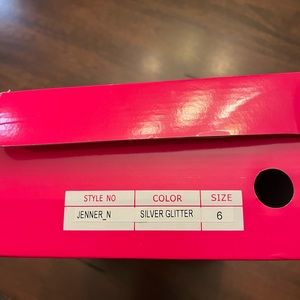 STYLE NO COLOR SIZE
JENNER_N SILVER GLITTER 6